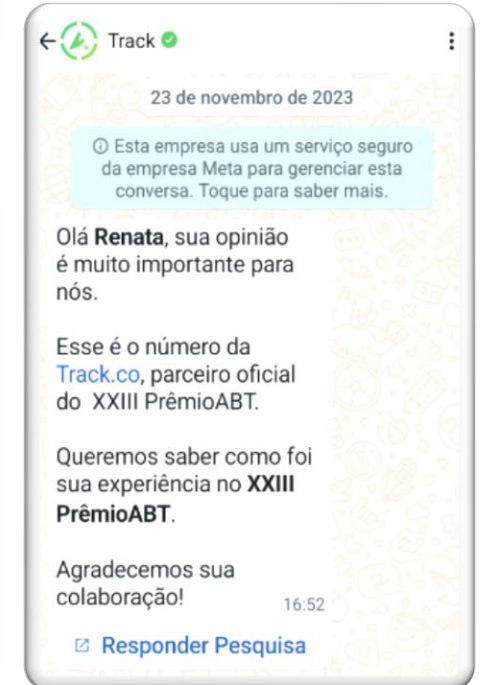 Track
23 de novembro de 2023
Esta empresa usa um serviço seguro
da empresa Meta para gerenciar esta
conversa. Toque para saber mais.
Olá Renata, sua opinião
é muito importante para
nós.
Esse é o número da
Track.co, parceiro oficial
do XXIII PrêmioABT.
Queremos saber como foi
sua experiência no XXIII
PrêmioABT.
Agradecemos sua
colaboração!
16:52
Responder Pesquisa